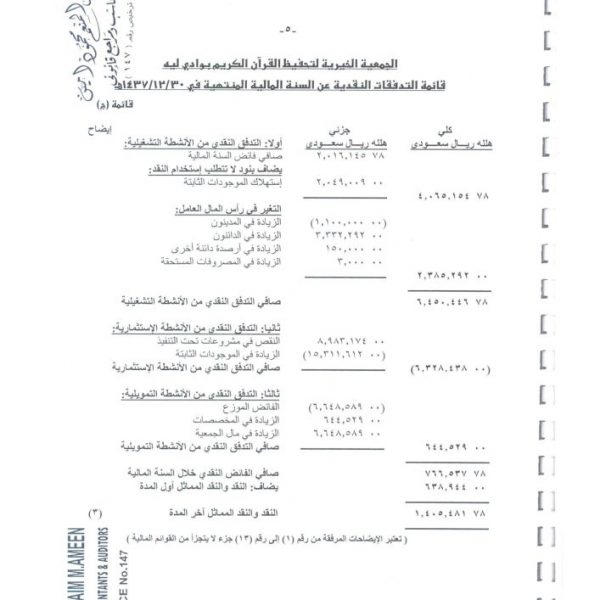 -٥-
الجمعية الخيرية لتحفيظ القرآن الكريم بوادي ليه
قائمة التدفقات النقدية عن السنة المالية المنتهية في ١٤٣٧/١٢/٣٠هـ
قائمة (م)
كلي جزئي إيضاح
هللة ريال سعودي هللة ريال سعودي
أولا: التدفق النقدي من الأنشطة التشغيلية:
صافي فائض السنة المالية ٢,٠١٦,١٤٥ ٧٨
يضاف بنود لا تتطلب إستخدام النقد:
إستهلاك الموجودات الثابتة ٢,٠٤٩,٠٠٩ ٠٠
٤,٠٦٥,١٥٤ ٧٨
التغير في رأس المال العامل:
الزيادة في المدينون (١,١٠٠,٠٠٠ ٠٠)
الزيادة في الدائنون ٣,٣٣٢,٢٩٢ ٠٠
الزيادة في أرصدة دائنة أخرى ١٥٠,٠٠٠ ٠٠
الزيادة في المصروفات المستحقة ٣,٠٠٠ ٠٠
٢,٣٨٥,٢٩٢ ٠٠
صافي التدفق النقدي من الأنشطة التشغيلية ٦,٤٥٠,٤٤٦ ٧٨
ثانيا: التدفق النقدي من الأنشطة الإستثمارية:
النقص في مشروعات تحت التنفيذ ٨,٩٨٣,١٧٤ ٠٠
الزيادة في الموجودات الثابتة (١٥,٣١١,٦١٢ ٠٠)
صافي التدفق النقدي من الأنشطة الإستثمارية (٦,٣٢٨,٤٣٨ ٠٠)
ثالثا: التدفق النقدي من الأنشطة التمويلية:
الفائض الموزع (٦,٦٤٨,٥٨٩ ٠٠)
الزيادة في المخصصات ٦٤٤,٥٢٩ ٠٠
الزيادة في مال الجمعية ٦,٦٤٨,٥٨٩ ٠٠
صافي التدفق النقدي من الأنشطة التمويلية ٦٤٤,٥٢٩ ٠٠
صافي الفائض النقدي خلال السنة المالية ٧٦٦,٥٣٧ ٧٨
يضاف: النقد والنقد المماثل أول المدة ٦٣٨,٩٤٤ ٠٠
النقد والنقد المماثل آخر المدة ١,٤٠٥,٤٨١ ٧٨ (٣)
( تعتبر الإيضاحات المرفقة من رقم (١) إلى رقم (١٣) جزء لا يتجزأ من القوائم المالية )
محاسب ومراجع قانوني
ترخيص رقم (١٤٧)
AIM M.AMEEN
NTANTS & AUDITORS
CE No.147